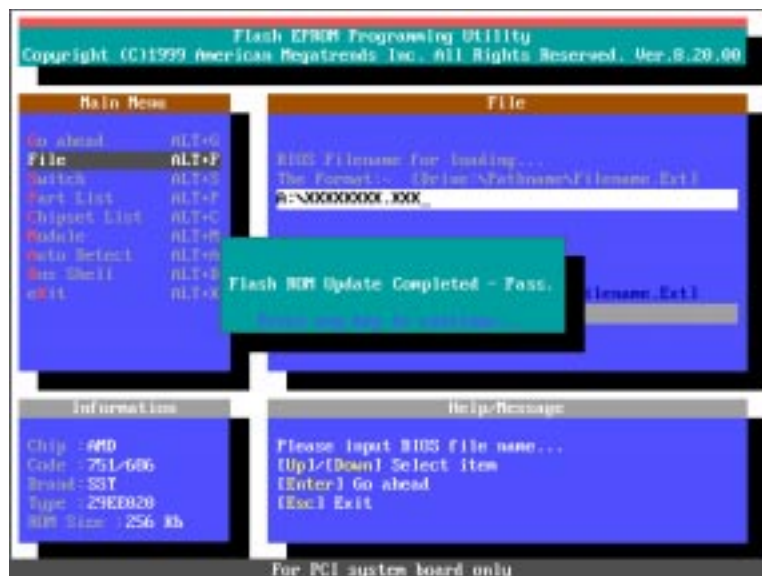 Flash EPROM Programming Utility
Copyright (C)1999 American Megatrends Inc. All Rights Reserved. Ver.8.20.00
Main Menu
Go ahead ALT+G
File ALT+F
Switch ALT+S
Part List ALT+P
Chipset List ALT+C
Module ALT+M
Auto Detect ALT+A
Dos Shell ALT+D
eXit ALT+X
File
BIOS Filename for loading...
The Format:~ [Drive:\Pathname\Filename.Ext]
A:\XXXXXXXX.XXX_
Flash ROM Update Completed - Pass.
Press any key to continue...
ilename.Ext]
Information
Chip :AMD
Code :751/686
Brand:SST
Type :29EE020
ROM Size :256 Kb
Help/Message
Please input BIOS file name...
[Up]/[Down] Select item
[Enter] Go ahead
[Esc] Exit
For PCI system board only